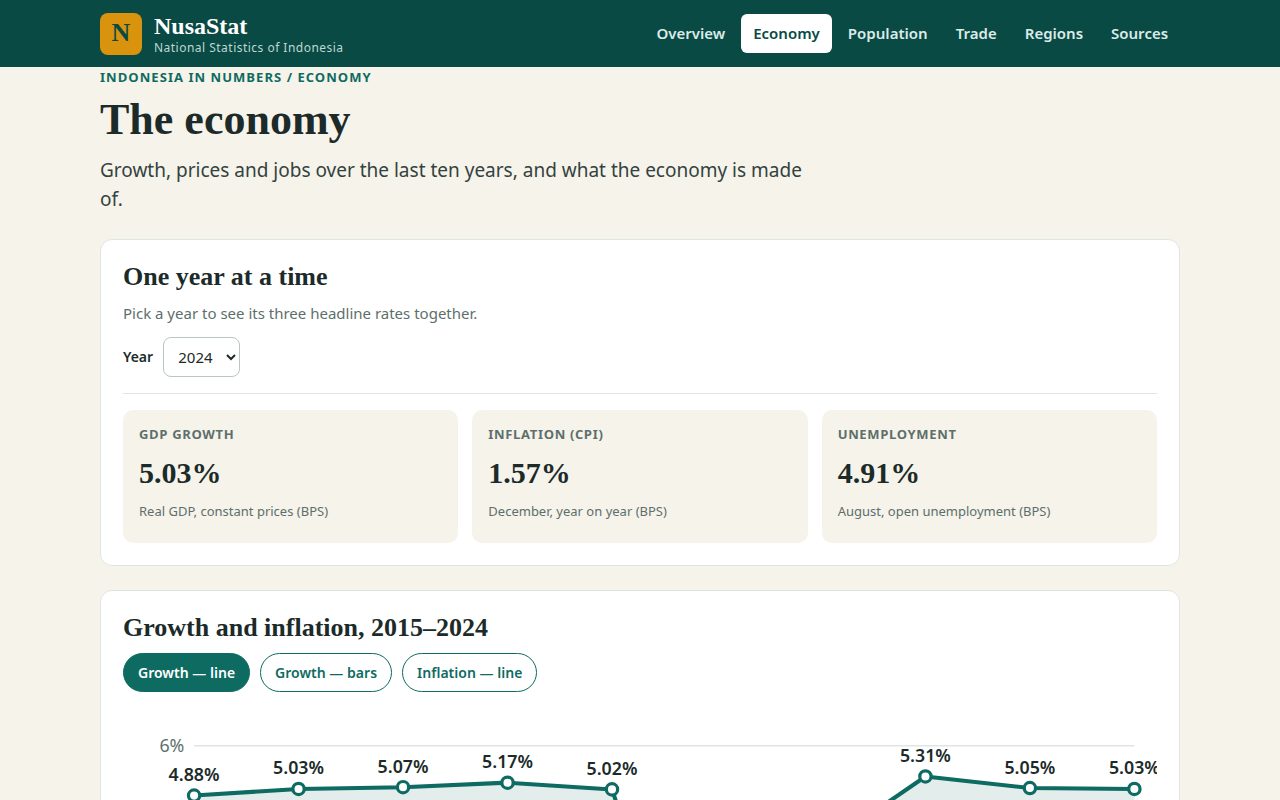 N
NusaStat
National Statistics of Indonesia
Overview
Economy
Population
Trade
Regions
Sources
INDONESIA IN NUMBERS / ECONOMY
The economy
Growth, prices and jobs over the last ten years, and what the economy is made
of.
One year at a time
Pick a year to see its three headline rates together.
Year
2024
GDP GROWTH
5.03%
Real GDP, constant prices (BPS)
INFLATION (CPI)
1.57%
December, year on year (BPS)
UNEMPLOYMENT
4.91%
August, open unemployment (BPS)
Growth and inflation, 2015–2024
Growth — line
Growth — bars
Inflation — line
6%
4.88%
5.03%
5.07%
5.17%
5.02%
5.31%
5.05%
5.03%